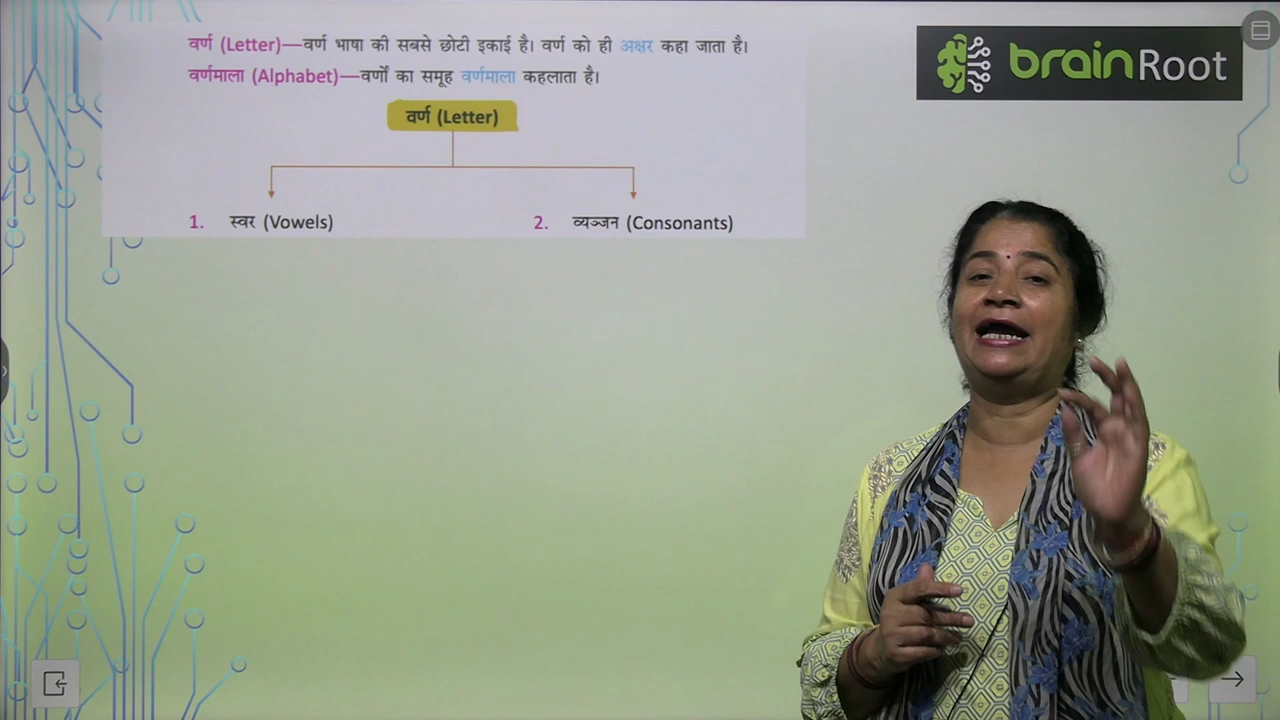 वर्ण (Letter)—वर्ण भाषा की सबसे छोटी इकाई है। वर्ण को ही अक्षर कहा जाता है।
वर्णमाला (Alphabet)—वर्णों का समूह वर्णमाला कहलाता है।
brainRoot
वर्ण (Letter)
1. स्वर (Vowels)
2. व्यञ्जन (Consonants)